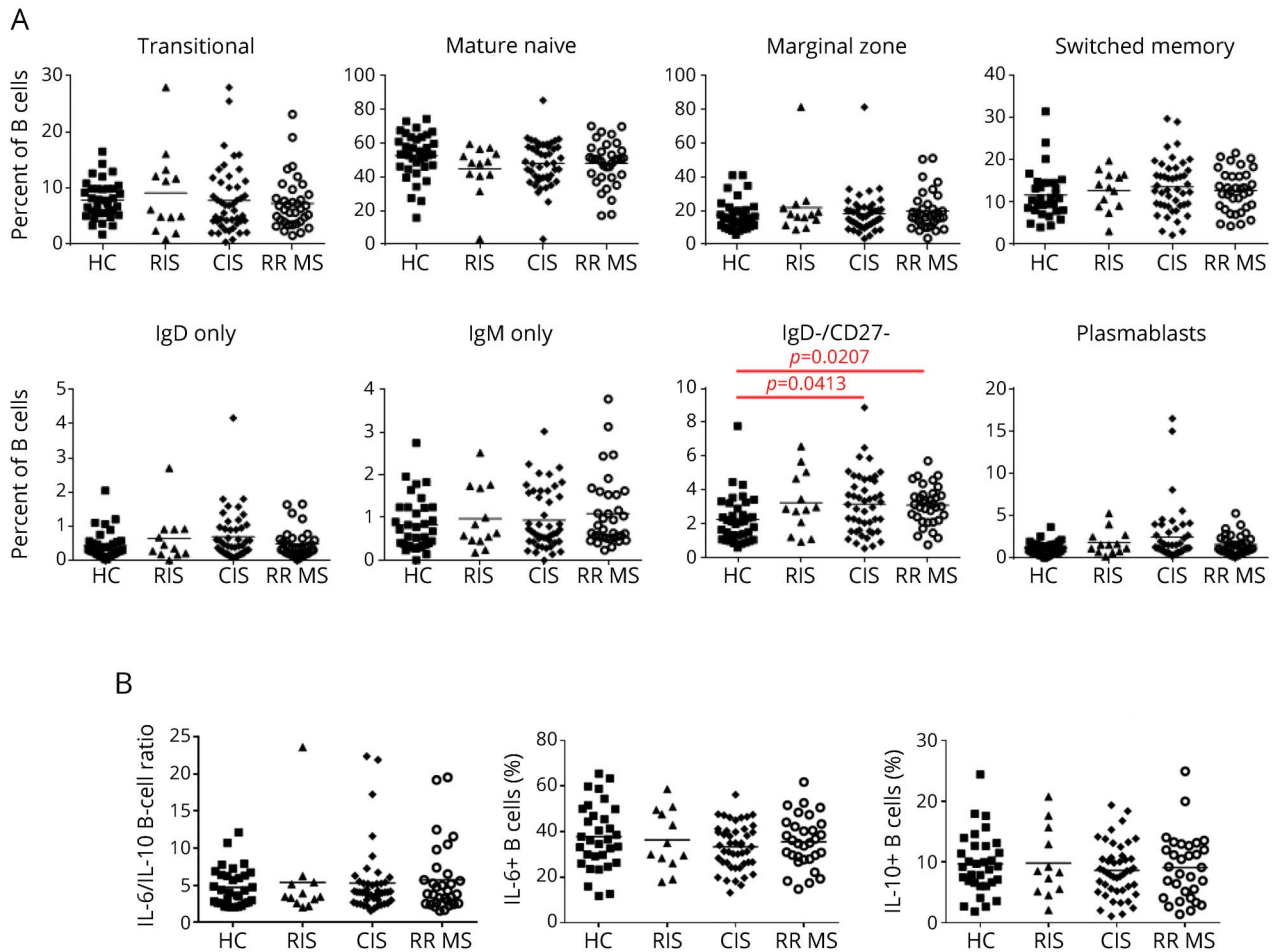 A
Transitional
Mature naive
Marginal zone
Switched memory
Percent of B cells
30
20
10
0
HC RIS CIS RR MS
100
80
60
40
20
0
HC RIS CIS RR MS
100
80
60
40
20
0
HC RIS CIS RR MS
40
30
20
10
0
HC RIS CIS RR MS
IgD only
IgM only
IgD-/CD27-
Plasmablasts
Percent of B cells
5
4
3
2
1
0
HC RIS CIS RR MS
4
3
2
1
0
HC RIS CIS RR MS
p=0.0207
p=0.0413
10
8
6
4
2
0
HC RIS CIS RR MS
20
15
10
5
0
HC RIS CIS RR MS
B
IL-6/IL-10 B-cell ratio
25
20
15
10
5
0
HC RIS CIS RR MS
IL-6+ B cells (%)
80
60
40
20
0
HC RIS CIS RR MS
IL-10+ B cells (%)
30
20
10
0
HC RIS CIS RR MS